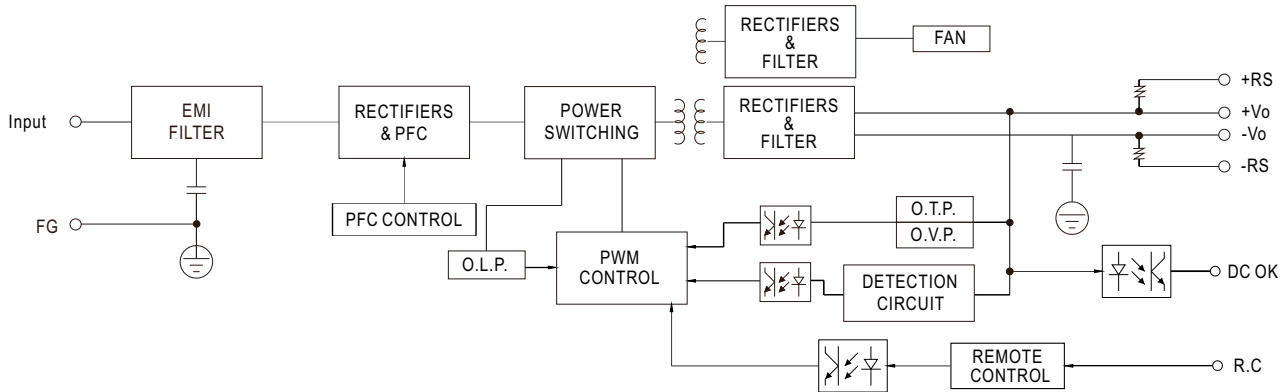 RECTIFIERS
&
FILTER
FAN
+RS
Input
EMI
FILTER
RECTIFIERS
& PFC
POWER
SWITCHING
RECTIFIERS
&
FILTER
+Vo
-Vo
-RS
FG
PFC CONTROL
O.L.P.
PWM
CONTROL
O.T.P.
O.V.P.
DETECTION
CIRCUIT
DC OK
REMOTE
CONTROL
R.C